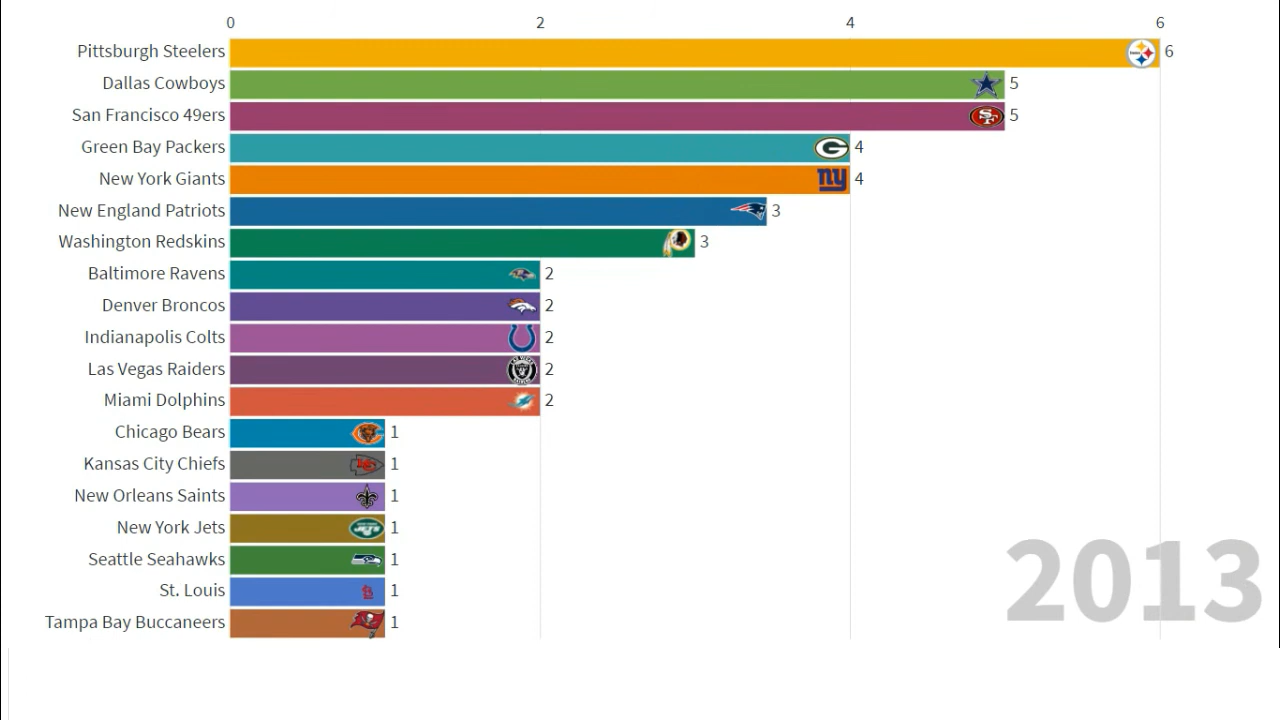 0 2 4 6
Pittsburgh Steelers 6
Dallas Cowboys 5
San Francisco 49ers 5
Green Bay Packers G 4
New York Giants ny 4
New England Patriots 3
Washington Redskins 3
Baltimore Ravens 2
Denver Broncos 2
Indianapolis Colts 2
Las Vegas Raiders 2
Miami Dolphins 2
Chicago Bears 1
Kansas City Chiefs 1
New Orleans Saints 1
New York Jets JETS 1
Seattle Seahawks 1
St. Louis 1
Tampa Bay Buccaneers 1
2013